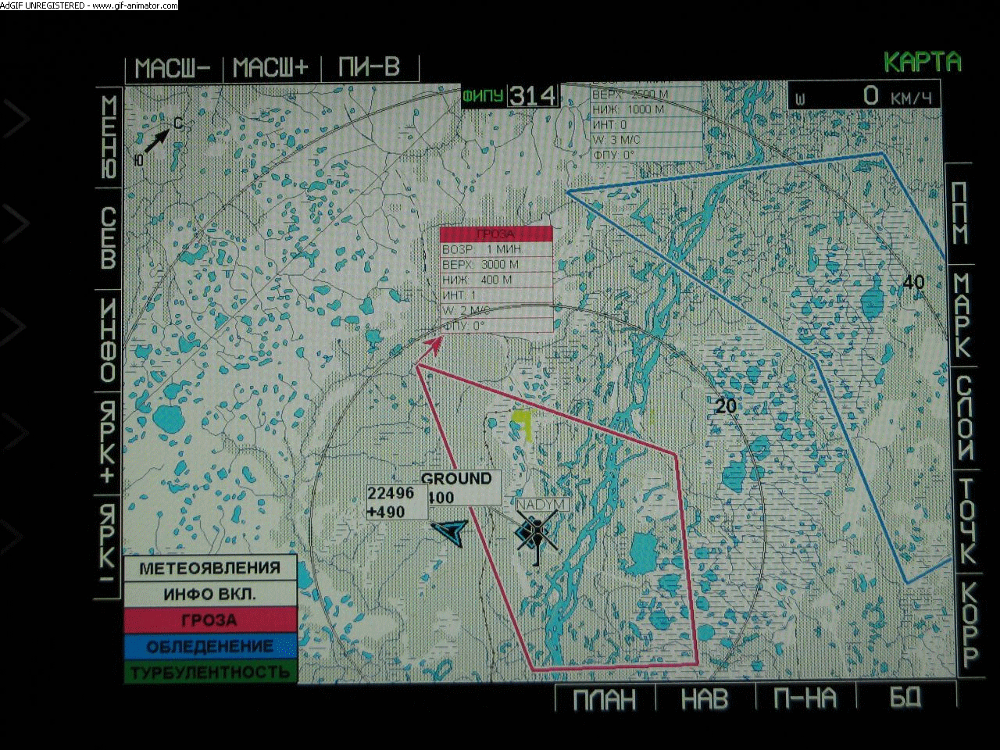 AdGIF UNREGISTERED - www.gif-animator.com
МАСШ-
МАСШ+
ПИ-В
КАРТА
ФИПУ 314
W 0 КМ/Ч
МЕНЮ
СЕВ
ИНФО
ЯРК+
ЯРК-
С
Ю
ВЕРХ: 2500 М
НИЖ: 1000 М
ИНТ: 0
W: 3 М/С
ФПУ: 0°
ГРОЗА
ВОЗР: 1 МИН
ВЕРХ: 3000 М
НИЖ: 400 М
ИНТ: 1
W: 2 М/С
ФПУ: 0°
40
20
GROUND
400
22496
+490
NADYM
МЕТЕОЯВЛЕНИЯ
ИНФО ВКЛ.
ГРОЗА
ОБЛЕДЕНЕНИЕ
ТУРБУЛЕНТНОСТЬ
ППМ
МАРК
СЛОИ
ТОЧК
КОРР
ПЛАН
НАВ
П-НА
БД